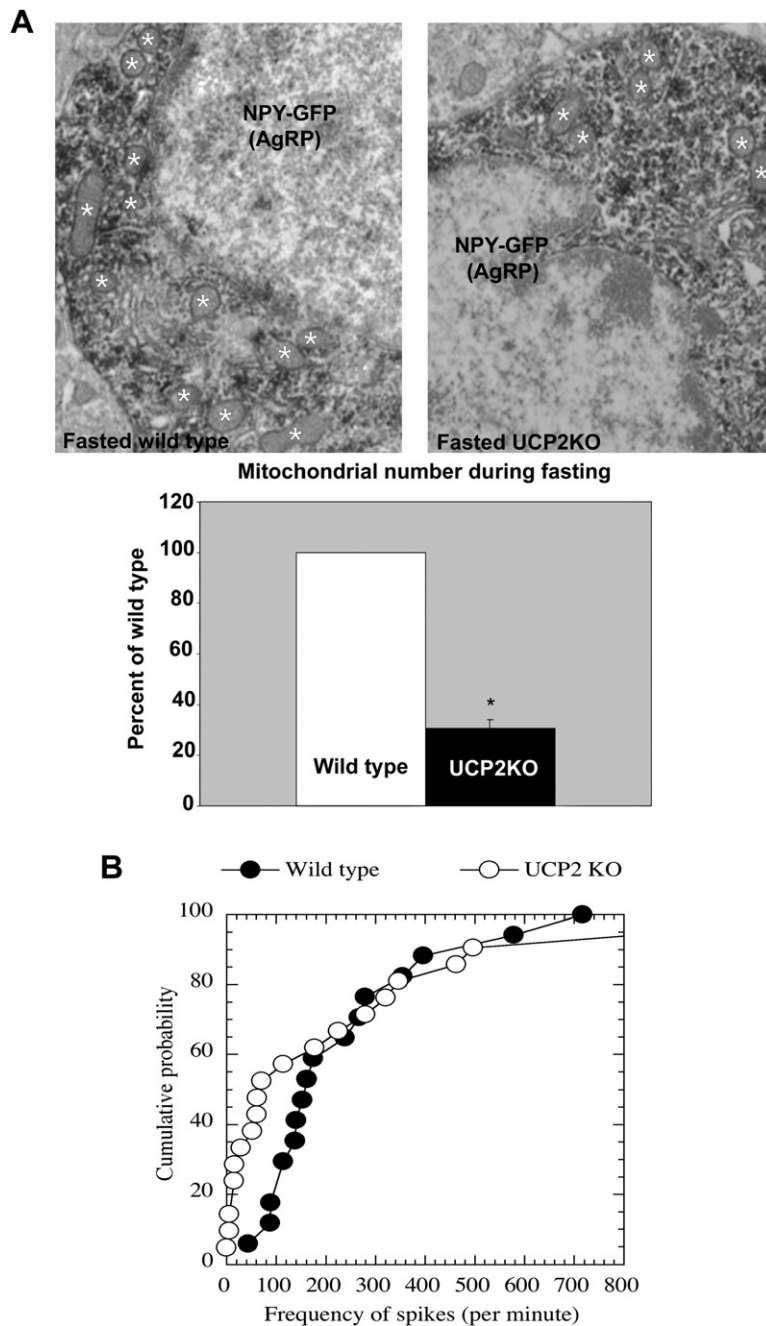 A
NPY-GFP
(AgRP)
Fasted wild type
NPY-GFP
(AgRP)
Fasted UCP2KO
Mitochondrial number during fasting
Percent of wild type
120
100
80
60
40
20
0
Wild type
*
UCP2KO
B
Wild type
UCP2 KO
Cumulative probability
100
80
60
40
20
0
0 100 200 300 400 500 600 700 800
Frequency of spikes (per minute)